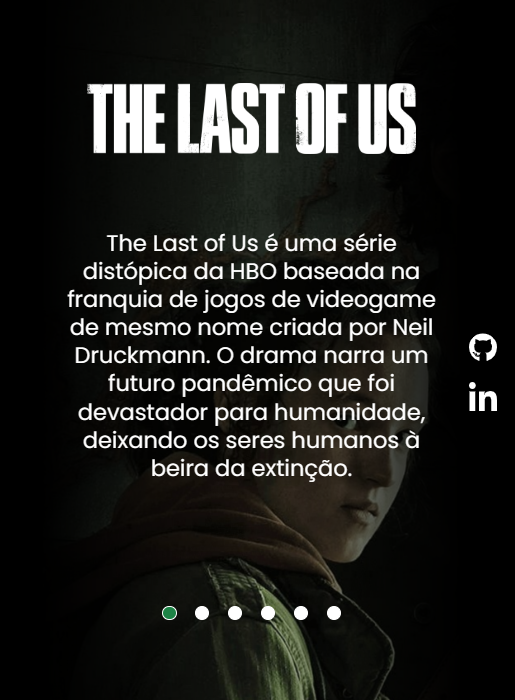 THE LAST OF US
The Last of Us é uma série
distópica da HBO baseada na
franquia de jogos de videogame
de mesmo nome criada por Neil
Druckmann. O drama narra um
futuro pandêmico que foi
devastador para humanidade,
deixando os seres humanos à
beira da extinção.
in